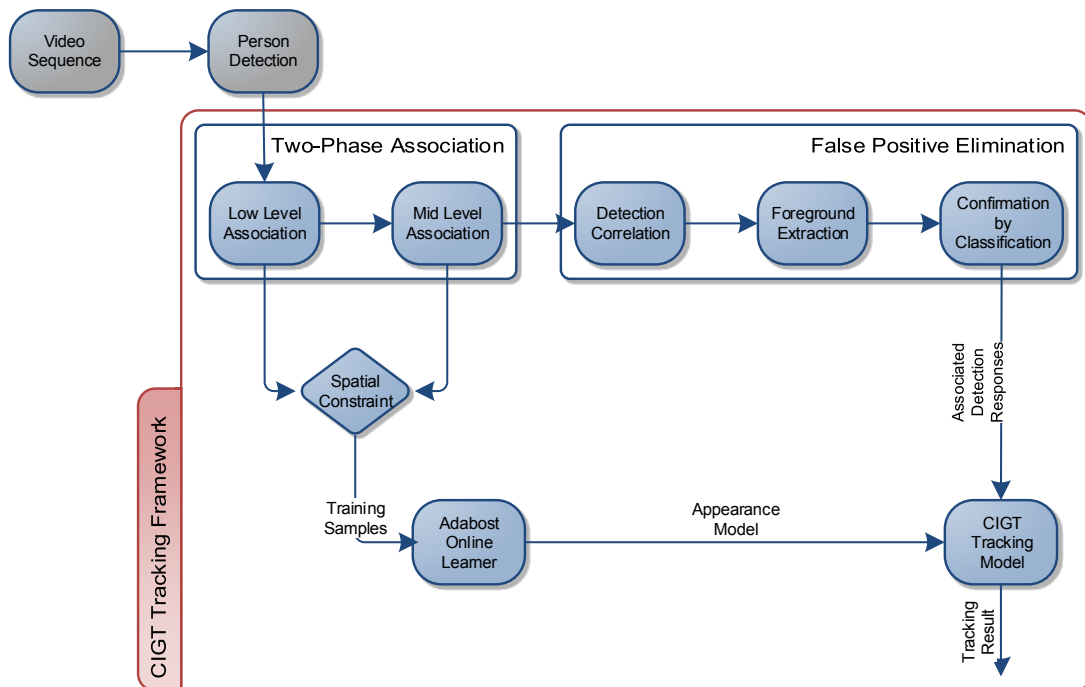 Video
Sequence
Person
Detection
Two-Phase Association
False Positive Elimination
Low Level
Association
Mid Level
Association
Detection
Correlation
Foreground
Extraction
Confirmation
by
Classification
Spatial
Constraint
Associated
Detection
Responses
CIGT Tracking Framework
Training
Samples
Adabost
Online
Learner
Appearance
Model
CIGT
Tracking
Model
Tracking
Result